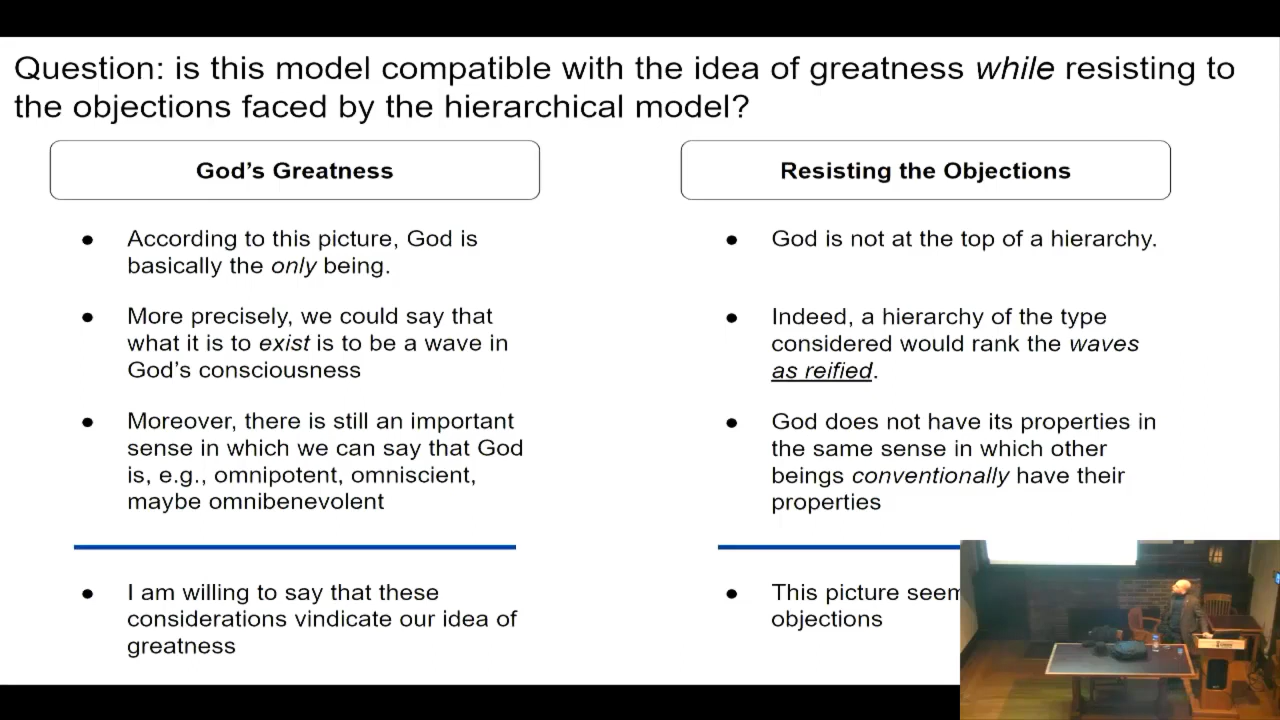 Question: is this model compatible with the idea of greatness while resisting to
the objections faced by the hierarchical model?
God's Greatness
● According to this picture, God is
basically the only being.
● More precisely, we could say that
what it is to exist is to be a wave in
God's consciousness
● Moreover, there is still an important
sense in which we can say that God
is, e.g., omnipotent, omniscient,
maybe omnibenevolent
● I am willing to say that these
considerations vindicate our idea of
greatness
Resisting the Objections
● God is not at the top of a hierarchy.
● Indeed, a hierarchy of the type
considered would rank the waves
as reified.
● God does not have its properties in
the same sense in which other
beings conventionally have their
properties
● This picture seem
objections